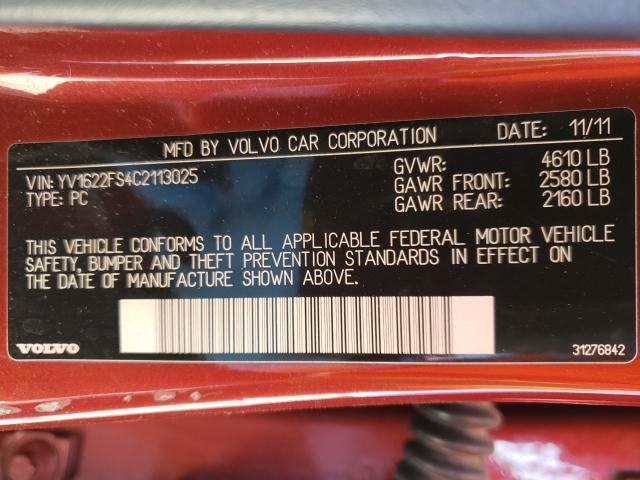 MFD BY VOLVO CAR CORPORATION DATE: 11/11
VIN: YV1622FS4C2113025 GVWR: 4610 LB
TYPE: PC GAWR FRONT: 2580 LB
GAWR REAR: 2160 LB
THIS VEHICLE CONFORMS TO ALL APPLICABLE FEDERAL MOTOR VEHICLE
SAFETY, BUMPER AND THEFT PREVENTION STANDARDS IN EFFECT ON
THE DATE OF MANUFACTURE SHOWN ABOVE.
VOLVO 31276842